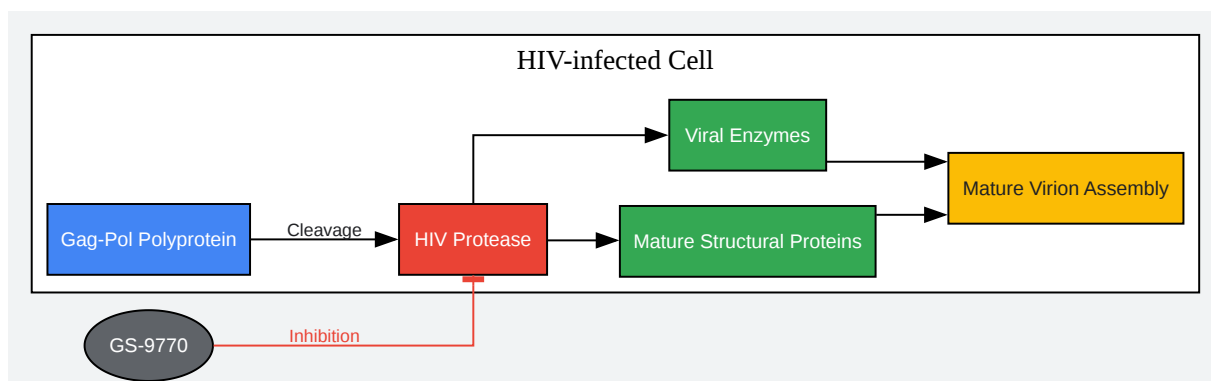 HIV-infected Cell
Viral Enzymes
Mature Virion Assembly
Gag-Pol Polyprotein
Cleavage
HIV Protease
Mature Structural Proteins
GS-9770
Inhibition